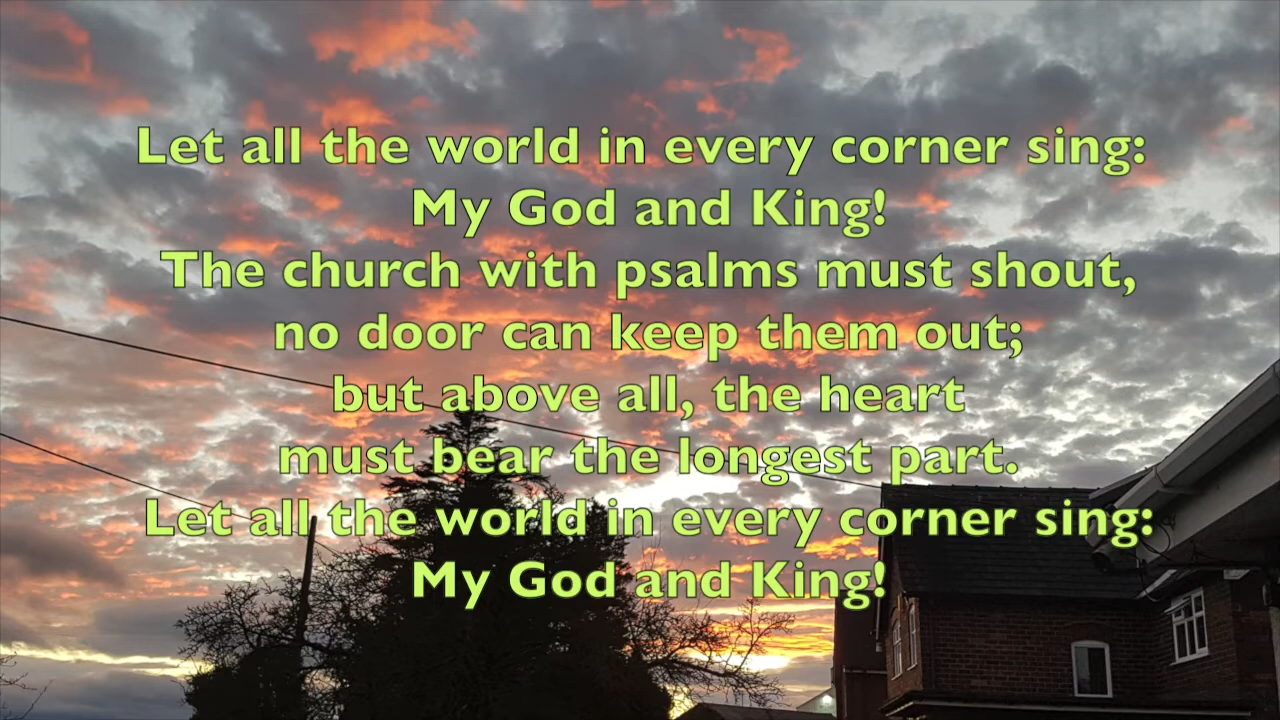 Let all the world in every corner sing:
My God and King!
The church with psalms must shout,
no door can keep them out;
but above all, the heart
must bear the longest part.
Let all the world in every corner sing:
My God and King!